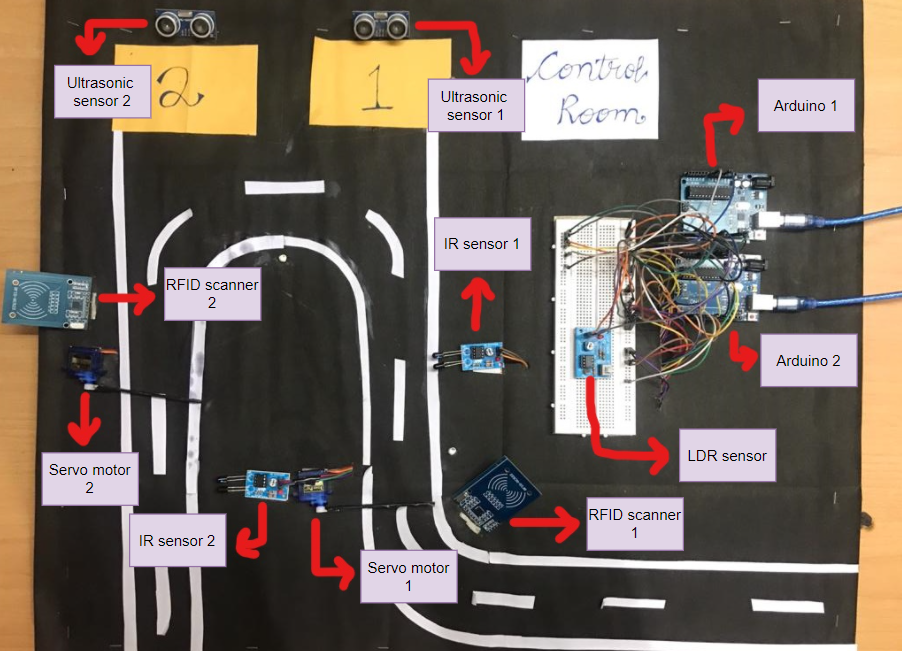 Ultrasonic
sensor 2
2
1
Ultrasonic
sensor 1
Control
Room
Arduino 1
IR sensor 1
RFID scanner
2
Arduino 2
Servo motor
2
LDR sensor
IR sensor 2
RFID scanner
1
Servo motor
1